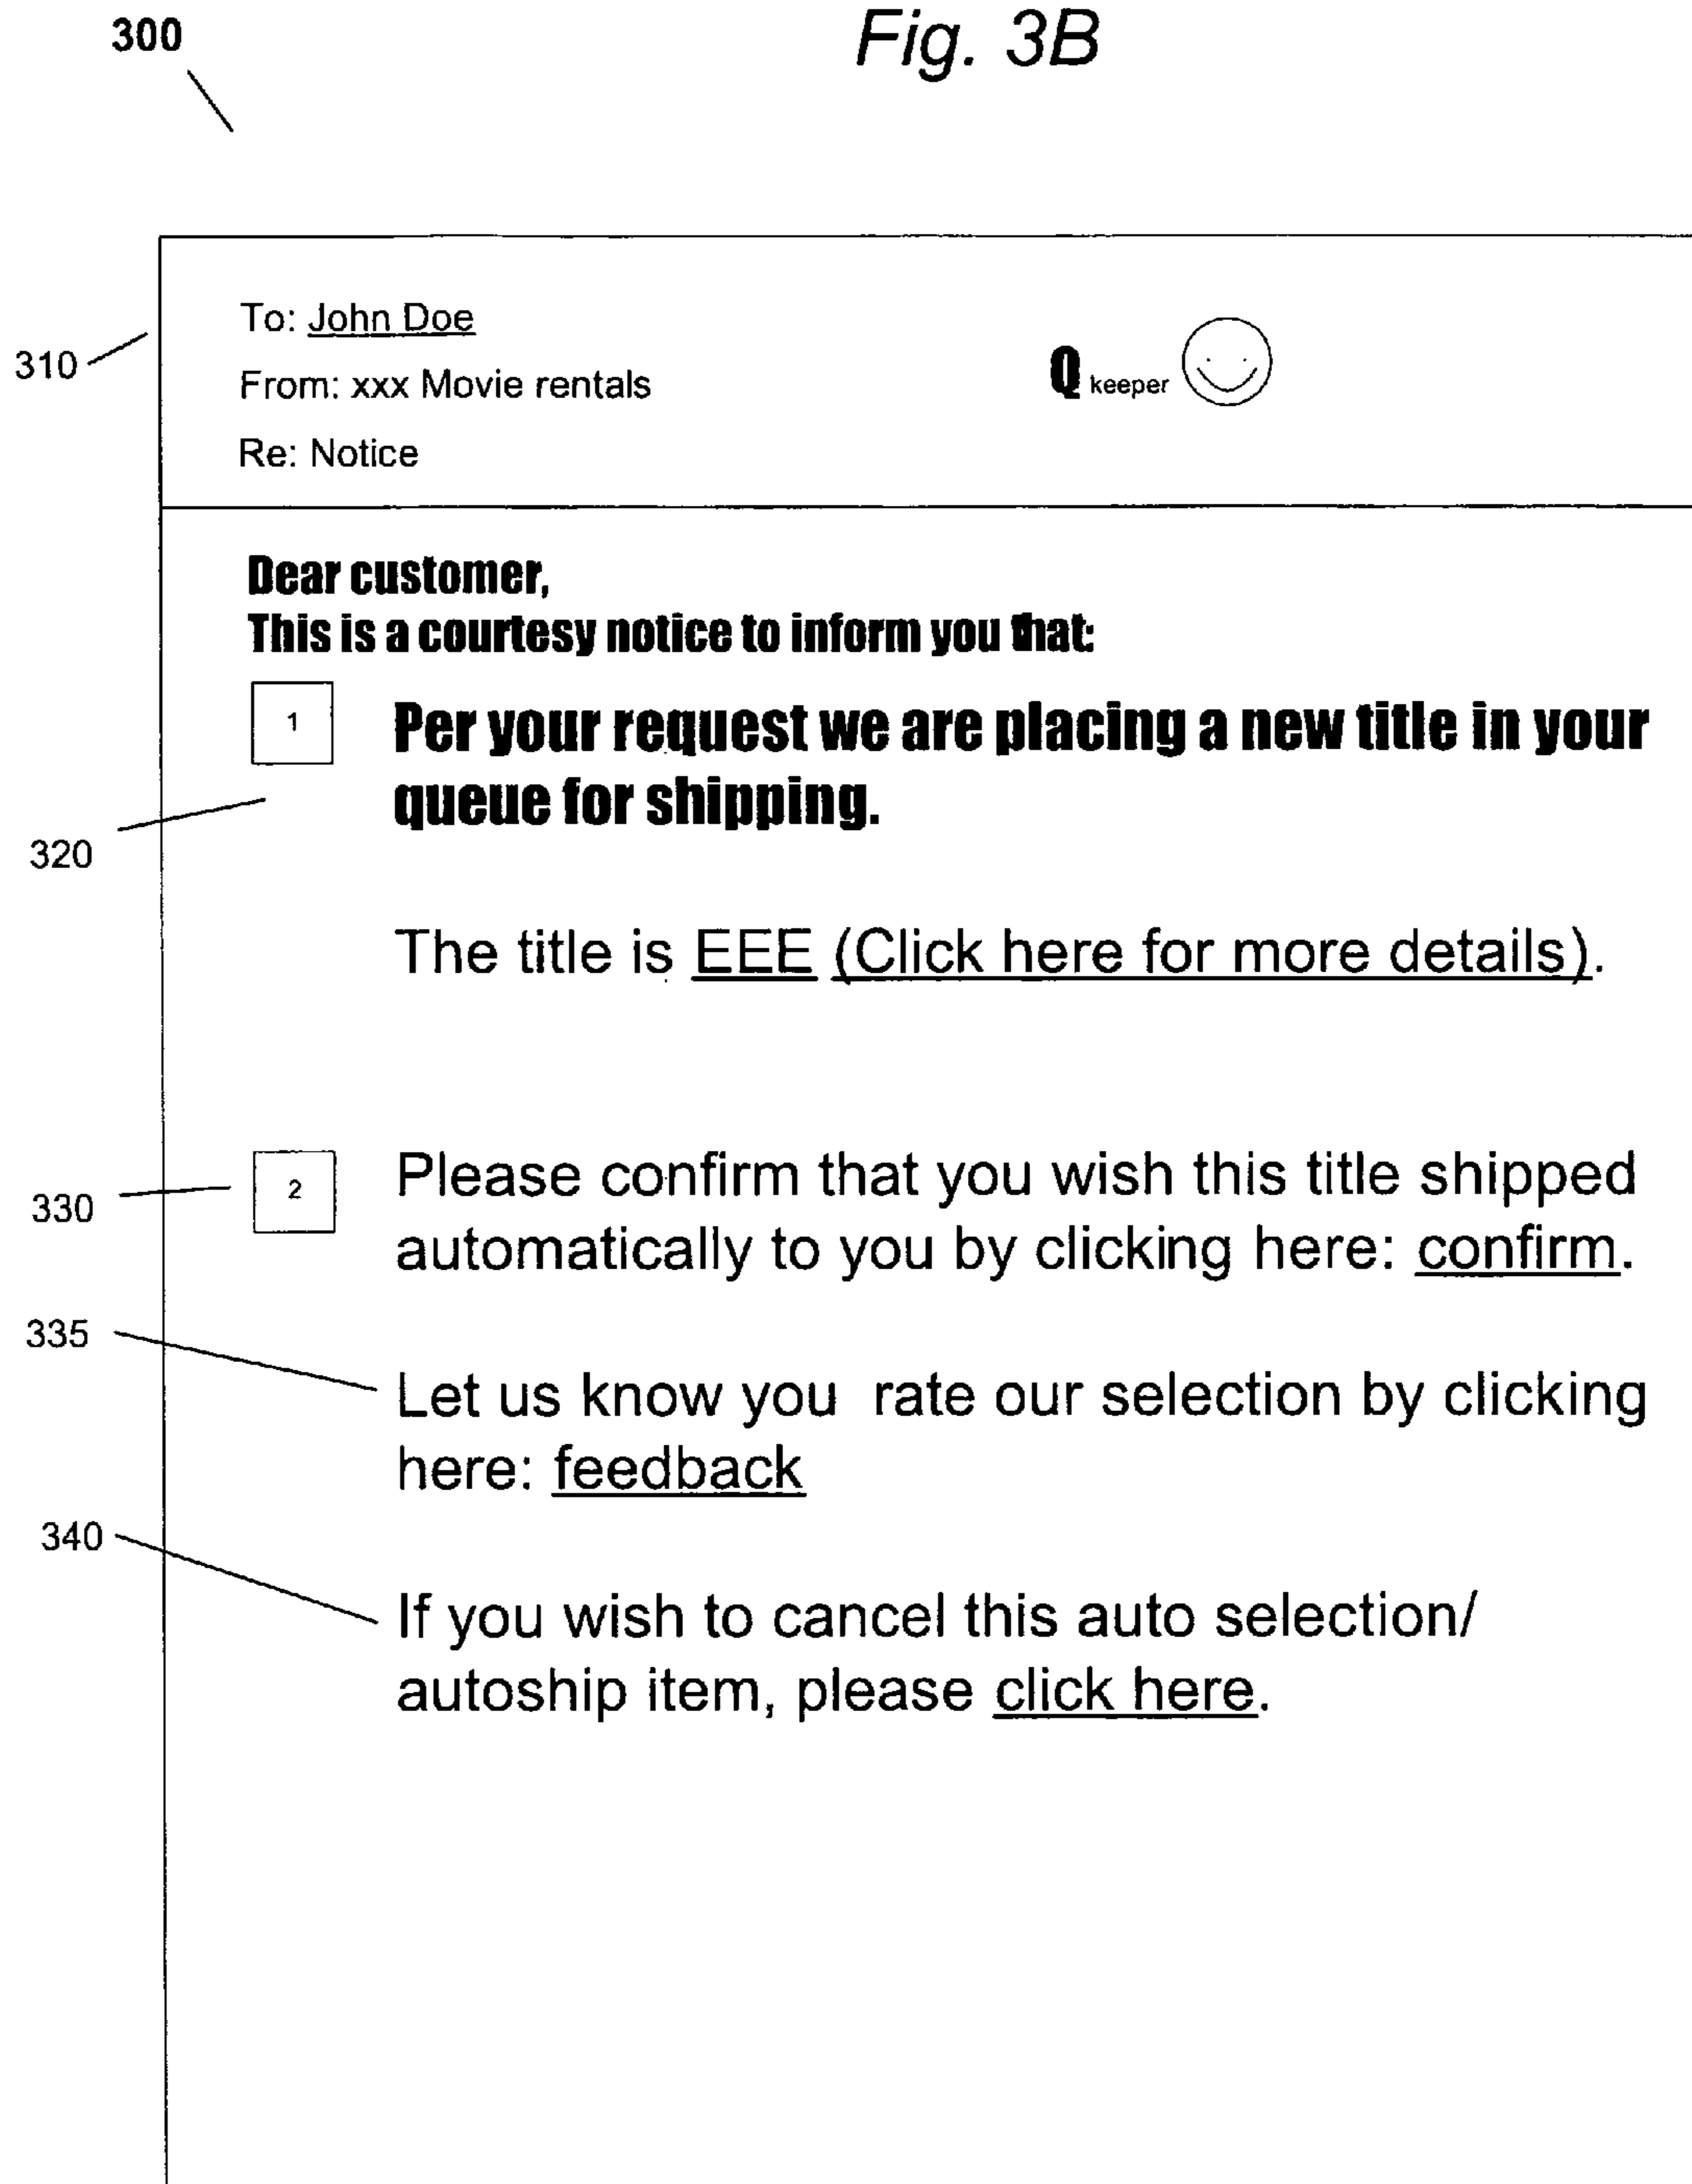 300
Fig. 3B
310
To: John Doe
From: xxx Movie rentals
Re: Notice
Q keeper
Dear customer,
This is a courtesy notice to inform you that:
1
Per your request we are placing a new title in your
queue for shipping.
320
The title is EEE (Click here for more details).
330
2
Please confirm that you wish this title shipped
automatically to you by clicking here: confirm.
335
Let us know you  rate our selection by clicking
here: feedback
340
If you wish to cancel this auto selection/
autoship item, please click here.